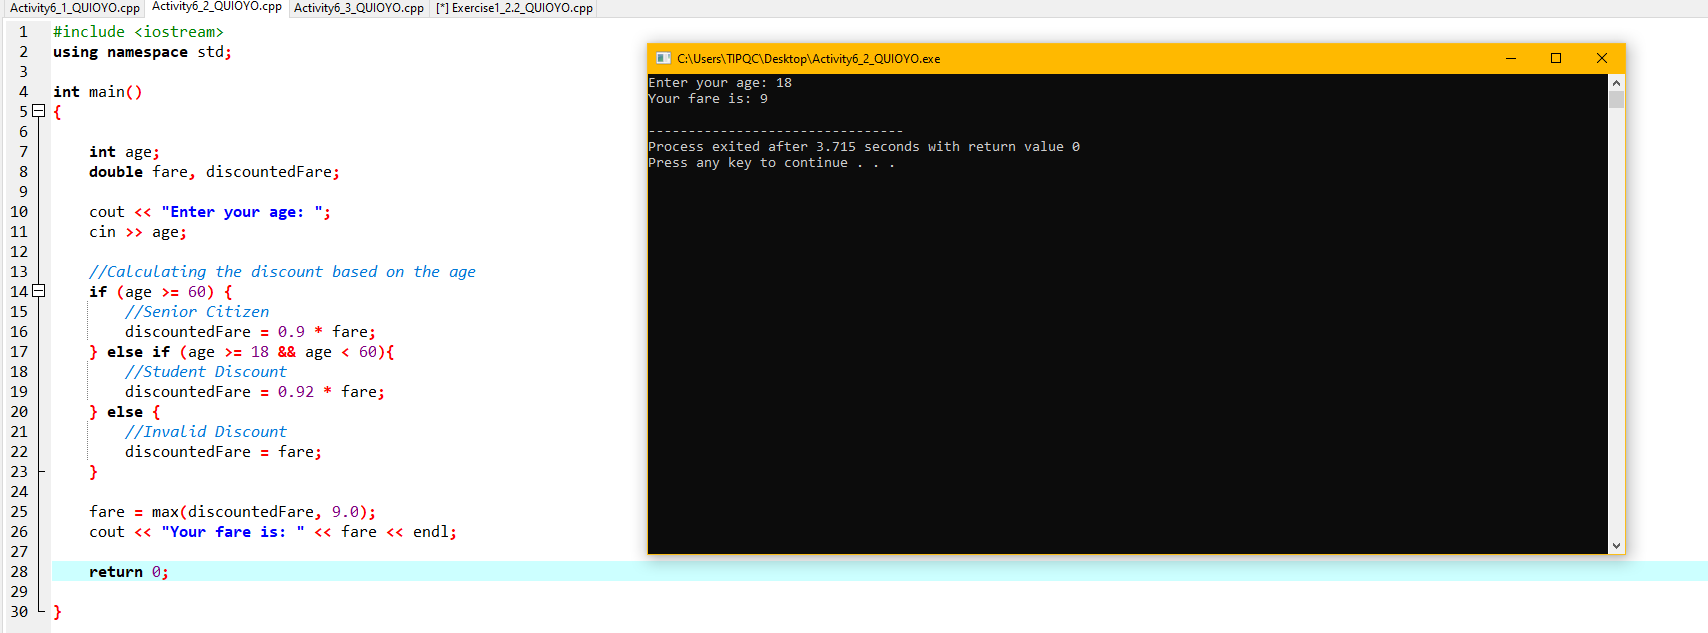 Activity6_1_QUIOYO.cpp Activity6_2_QUIOYO.cpp Activity6_3_QUIOYO.cpp [*] Exercise1_2.2_QUIOYO.cpp
1 #include <iostream>
2 using namespace std;
3
4 int main()
5 {
6
7 int age;
8 double fare, discountedFare;
9
10 cout << "Enter your age: ";
11 cin >> age;
12
13 //Calculating the discount based on the age
14 if (age >= 60) {
15 //Senior Citizen
16 discountedFare = 0.9 * fare;
17 } else if (age >= 18 && age < 60){
18 //Student Discount
19 discountedFare = 0.92 * fare;
20 } else {
21 //Invalid Discount
22 discountedFare = fare;
23 }
24
25 fare = max(discountedFare, 9.0);
26 cout << "Your fare is: " << fare << endl;
27
28 return 0;
29
30 }
C:\Users\TIPQC\Desktop\Activity6_2_QUIOYO.exe
Enter your age: 18
Your fare is: 9
--------------------------------
Process exited after 3.715 seconds with return value 0
Press any key to continue . . .